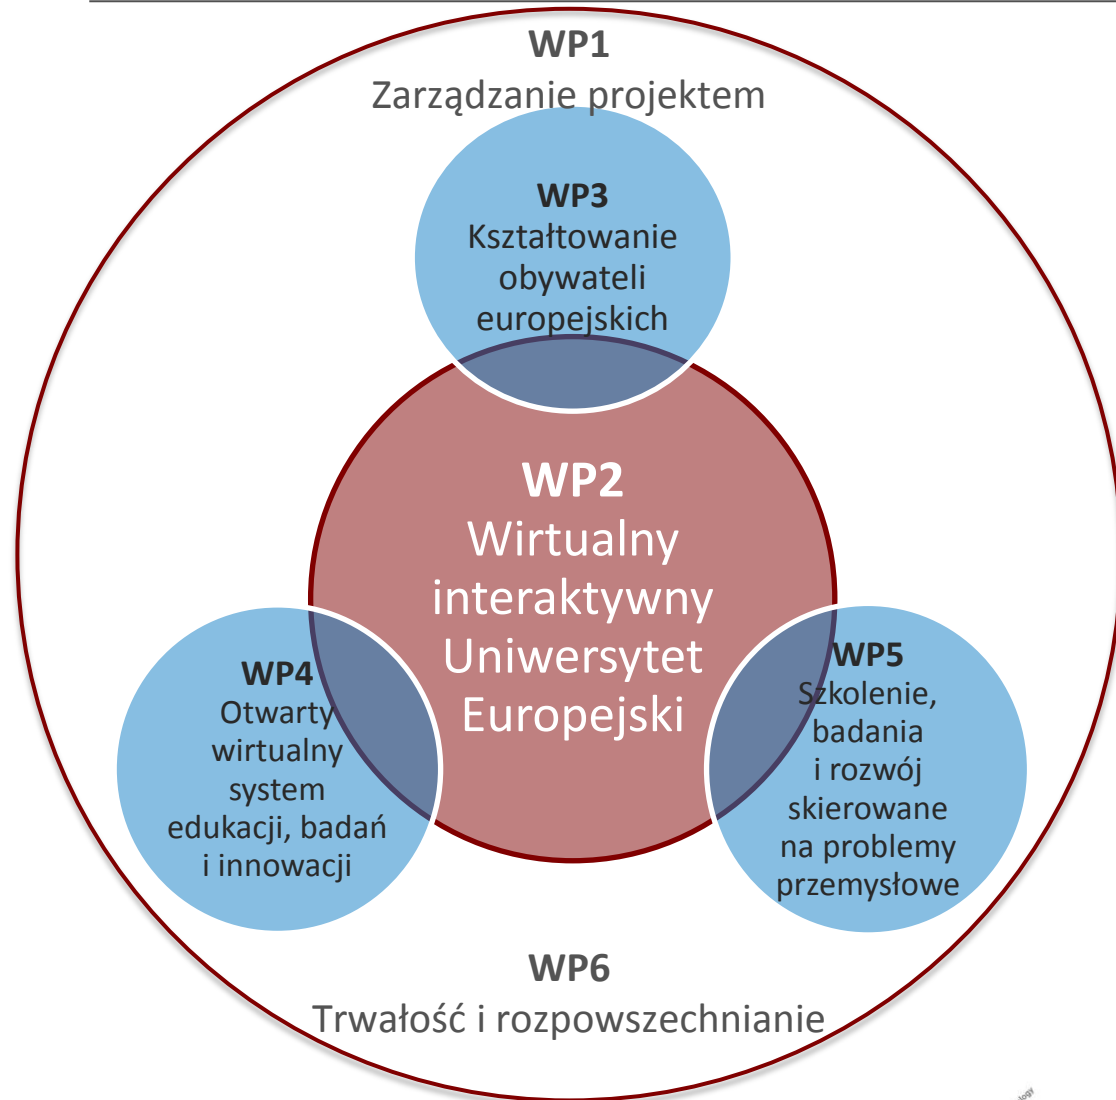 WP1
Zarządzanie projektem
WP3
Kształtowanie
obywateli
europejskich
WP2
Wirtualny
interaktywny
Uniwersytet
Europejski
WP4
Otwarty
wirtualny
system
edukacji, badań
i innowacji
WP5
Szkolenie,
badania
i rozwój
skierowane
na problemy
przemysłowe
WP6
Trwałość i rozpowszechnianie